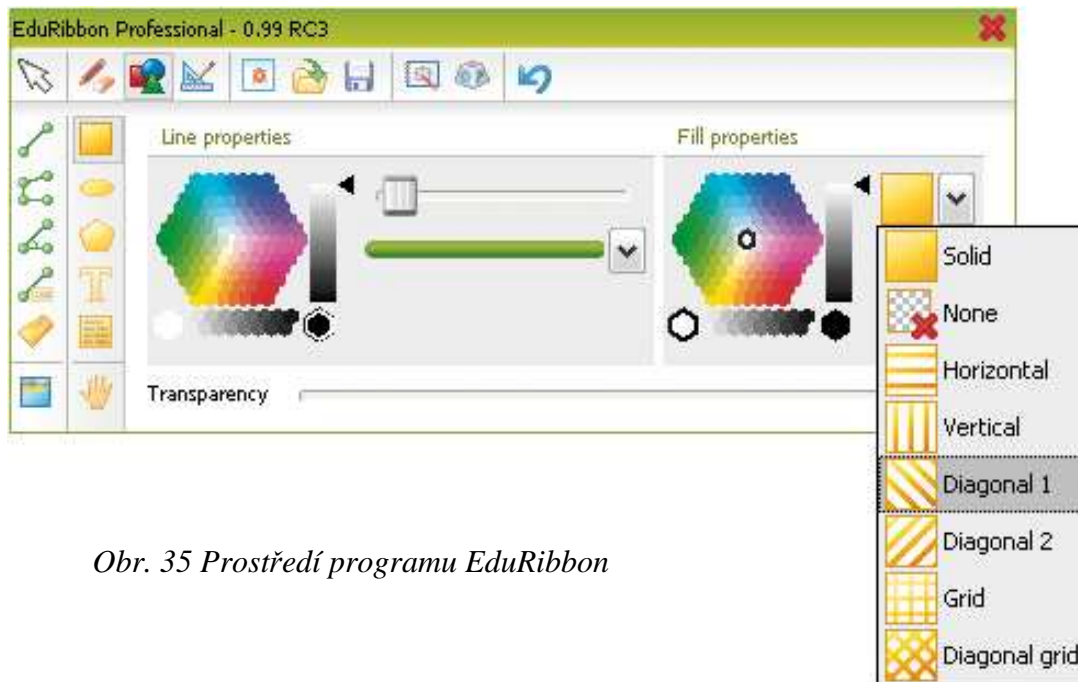 EduRibbon Professional - 0.99 RC3
Line properties
Fill properties
Transparency
Solid
None
Horizontal
Vertical
Diagonal 1
Diagonal 2
Grid
Diagonal grid
Obr. 35 Prostředí programu EduRibbon